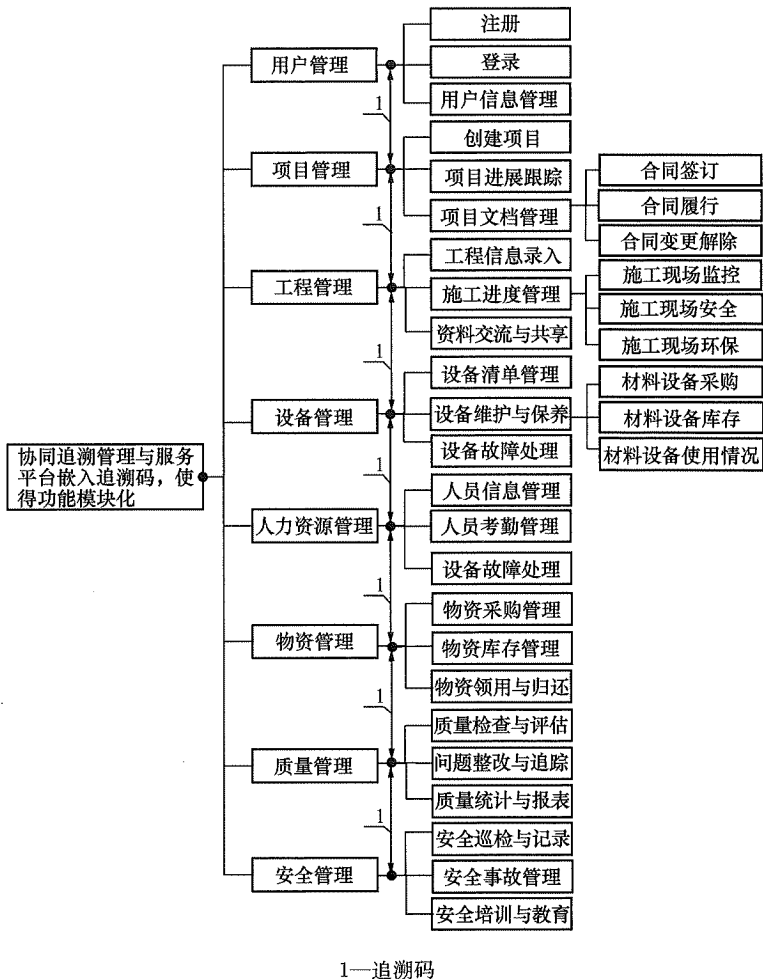 注册
用户管理
登录
用户信息管理
1
创建项目
项目管理
项目进展跟踪
合同签订
项目文档管理
合同履行
1
合同变更解除
工程信息录入
工程管理
施工进度管理
施工现场监控
资料交流与共享
施工现场安全
施工现场环保
1
设备清单管理
材料设备采购
设备管理
设备维护与保养
材料设备库存
设备故障处理
材料设备使用情况
协同追溯管理与服务
平台嵌入追溯码，使
得功能模块化
1
人员信息管理
人力资源管理
人员考勤管理
设备故障处理
1
物资采购管理
物资管理
物资库存管理
物资领用与归还
1
质量检查与评估
质量管理
问题整改与追踪
质量统计与报表
1
安全巡检与记录
安全管理
安全事故管理
安全培训与教育
1—追溯码